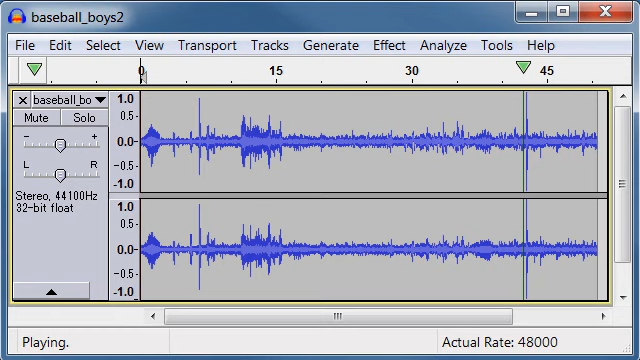 baseball_boys2
File Edit Select View Transport Tracks Generate Effect Analyze Tools Help
0 15 30 45
baseball_bo
Mute Solo
- +
L R
Stereo, 44100Hz
32-bit float
1.0
0.5-
0.0-
-0.5-
-1.0
1.0
0.5-
0.0-
-0.5-
-1.0
Playing.
Actual Rate: 48000